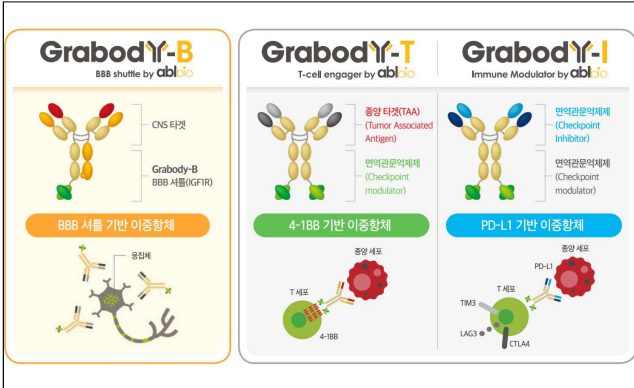 Grabody-B
BBB shuttle by ablbio
CNS 타겟
Grabody-B
BBB 셔틀(IGF1R)
BBB 셔틀 기반 이중항체
응집체
Grabody-T
T-cell engager by ablbio
종양 타겟(TAA)
(Tumor Associated
Antigen)
면역관문억제제
(Checkpoint
modulator)
4-1BB 기반 이중항체
종양 세포
T 세포
4-1BB
Grabody-I
Immune Modulator by ablbio
면역관문억제제
(Checkpoint
Inhibitor)
면역관문억제제
(Checkpoint
modulator)
PD-L1 기반 이중항체
종양 세포
PD-L1
T 세포
TIM3
LAG3
CTLA4